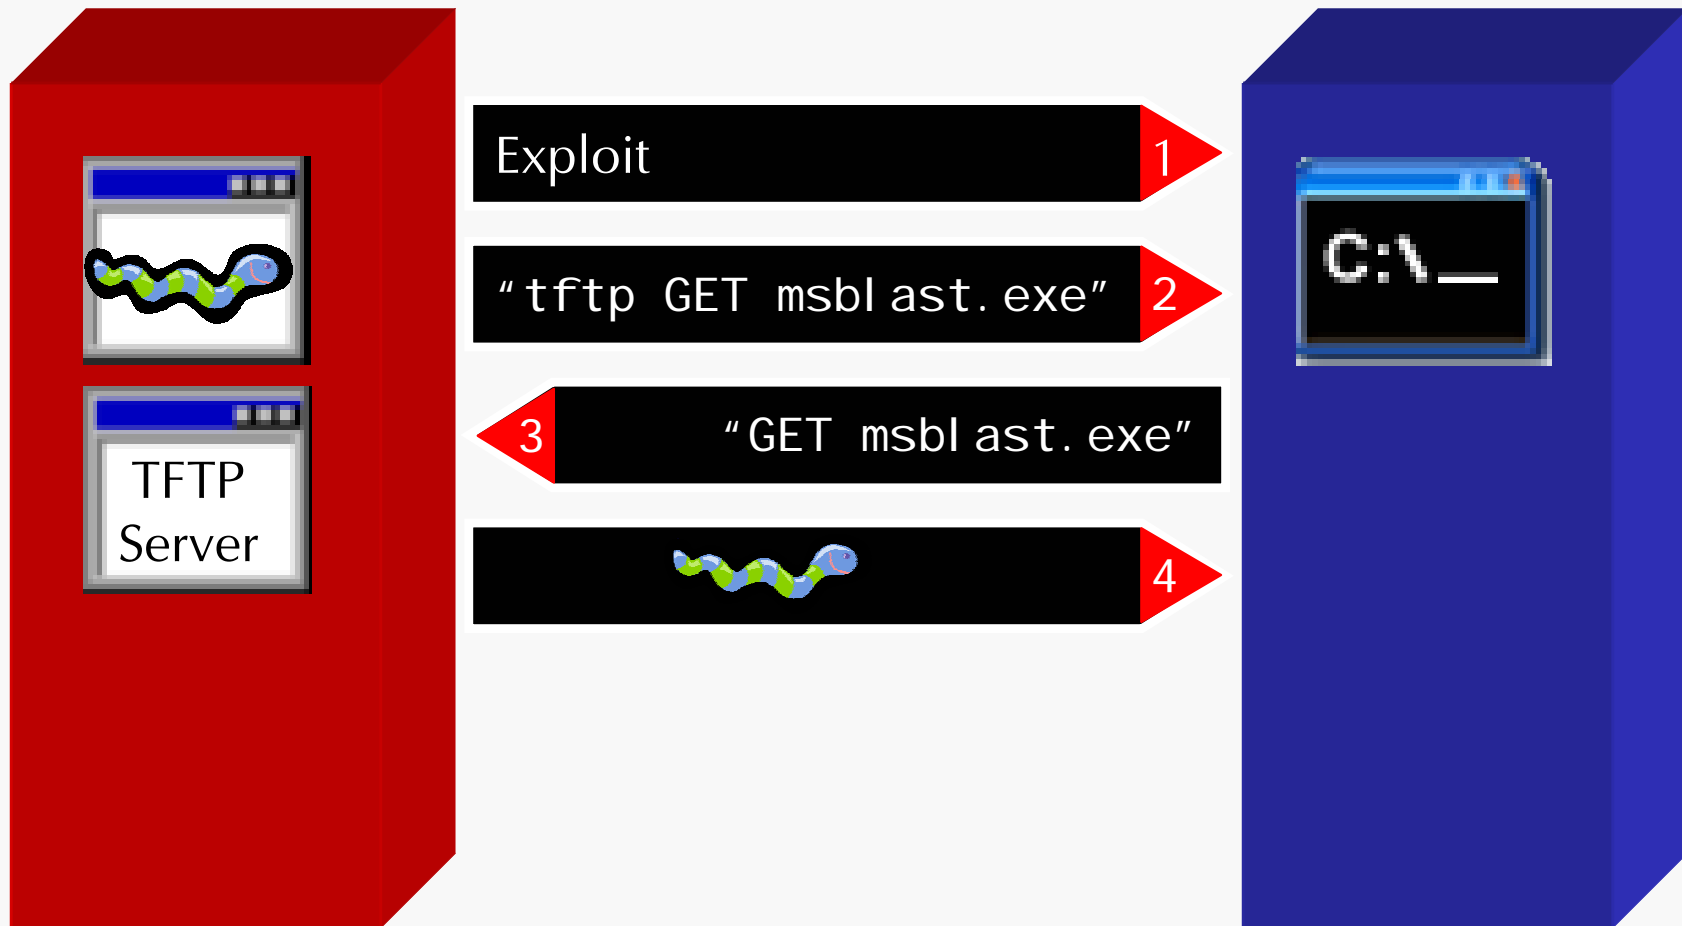 Exploit 1
“tftp GET msblast.exe” 2
3 “GET msblast.exe”
4
C:\_
TFTP
Server